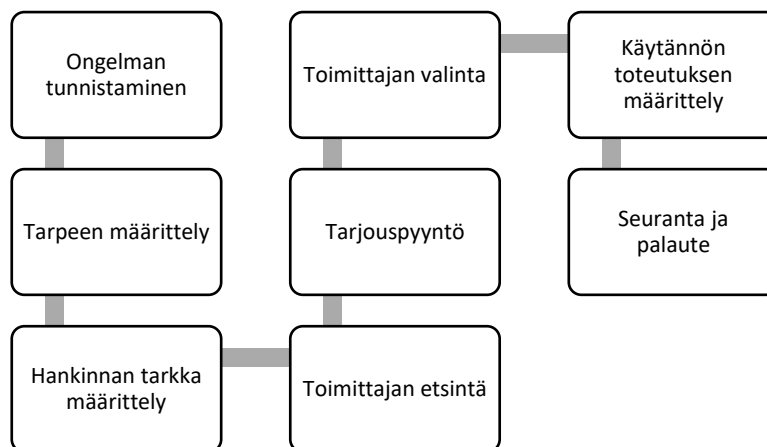 Ongelman
tunnistaminen
Tarpeen määrittely
Hankinnan tarkka
määrittely
Toimittajan etsintä
Tarjouspyyntö
Toimittajan valinta
Käytännön
toteutuksen
määrittely
Seuranta ja
palaute